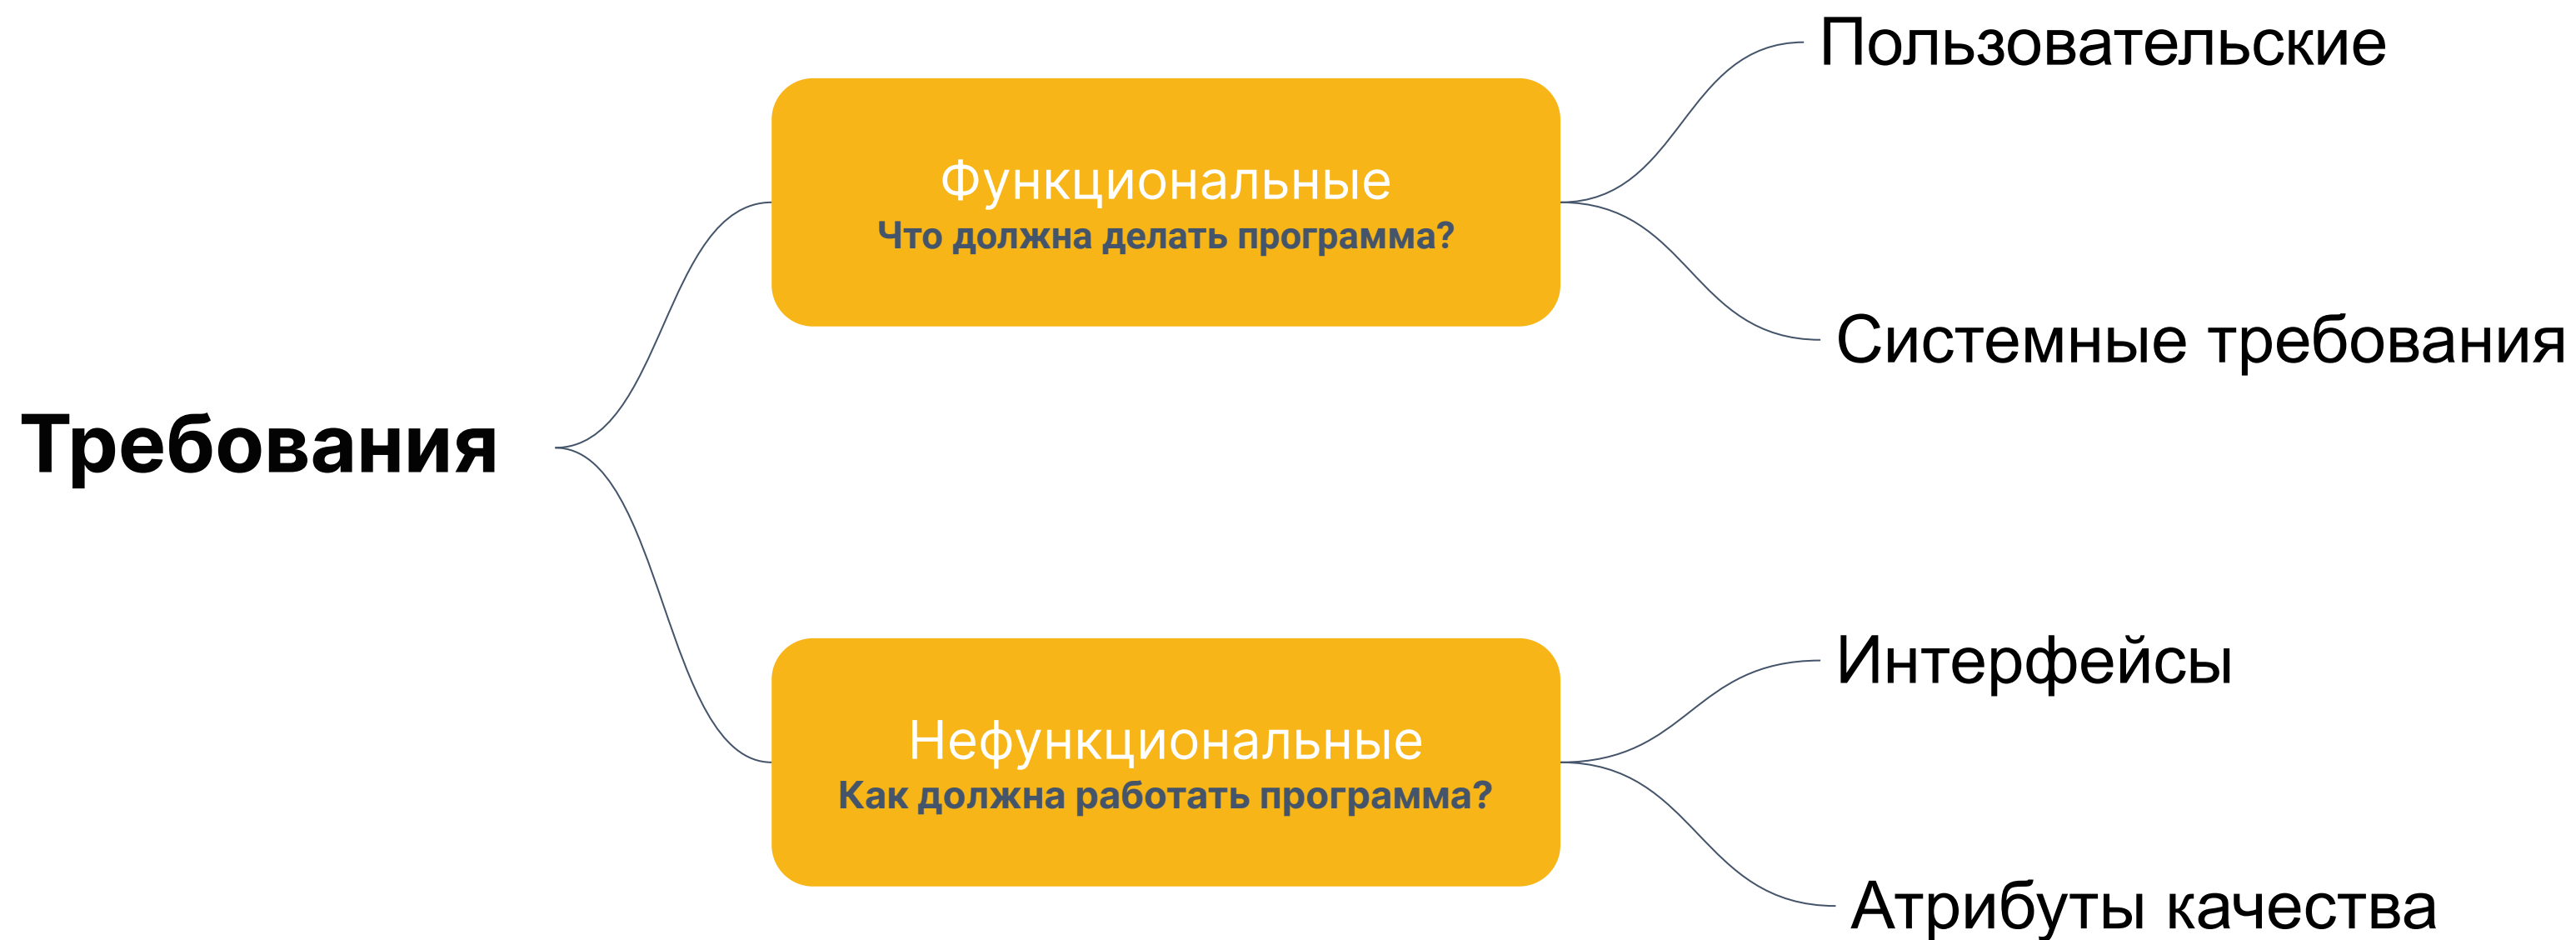 Требования
Функциональные
Что должна делать программа?
Пользовательские
Системные требования
Нефункциональные
Как должна работать программа?
Интерфейсы
Атрибуты качества